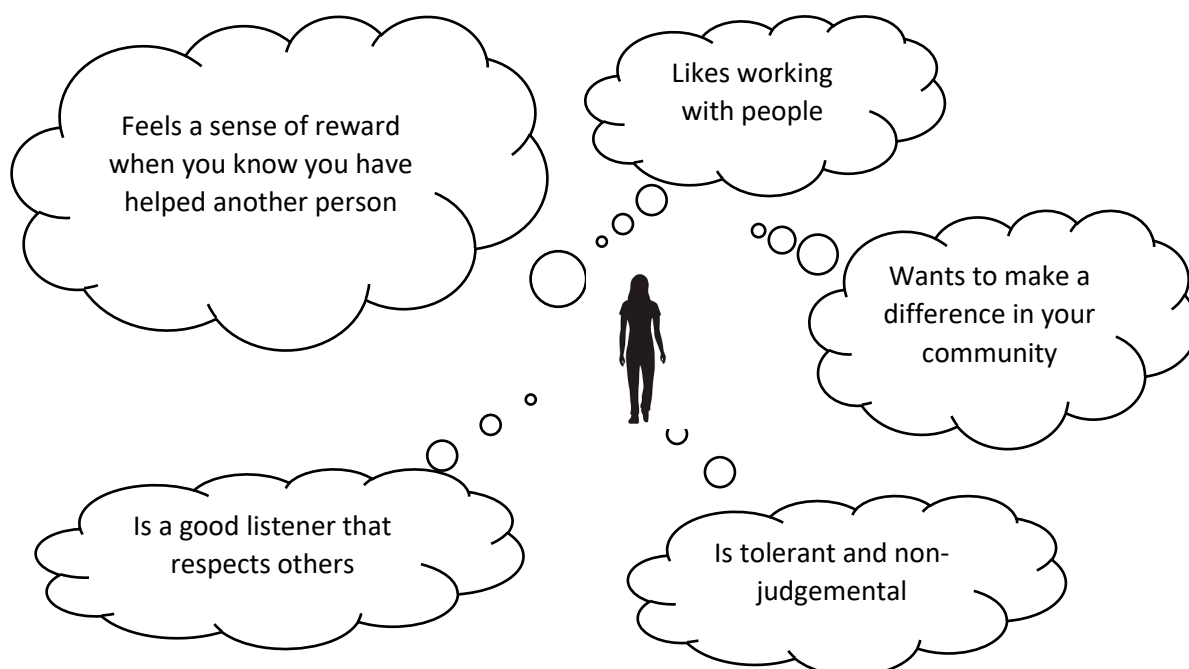 Feels a sense of reward
when you know you have
helped another person
Likes working
with people
Wants to make a
difference in your
community
Is a good listener that
respects others
Is tolerant and non-
judgemental